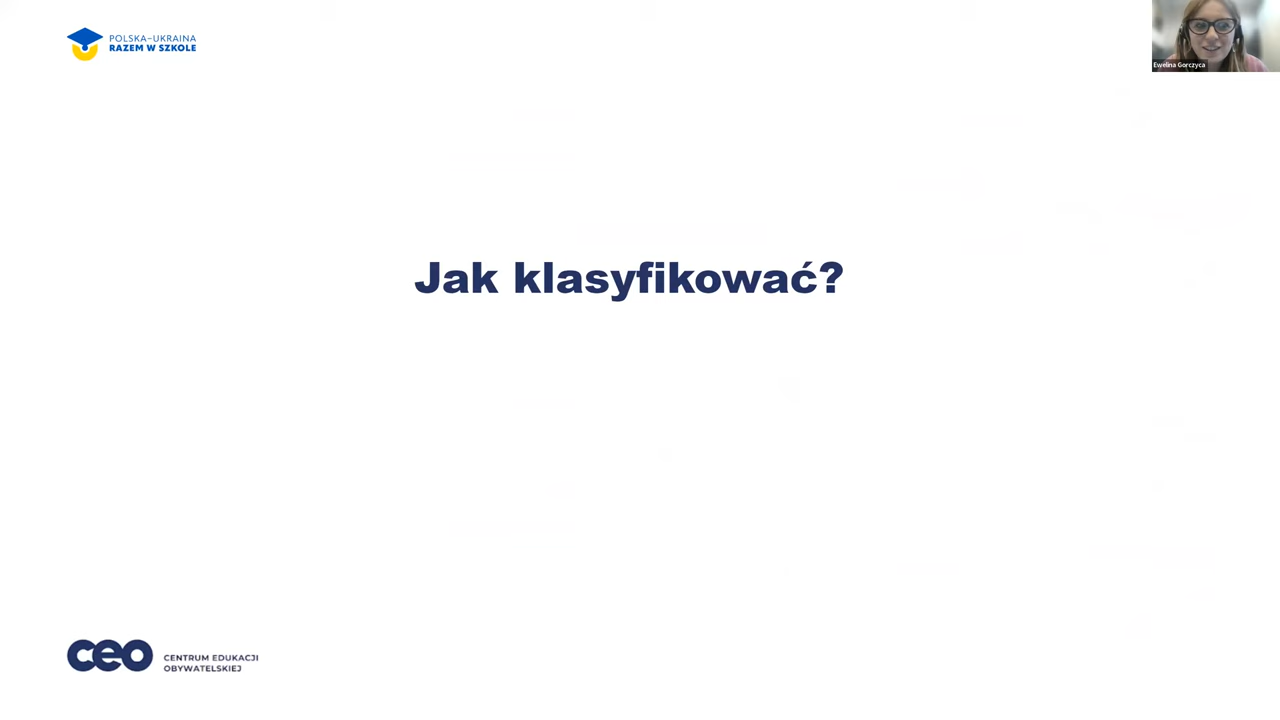 POLSKA–UKRAINA
RAZEM W SZKOLE
Ewelina Gorczyca
Jak klasyfikować?
ceo
CENTRUM EDUKACJI
OBYWATELSKIEJ